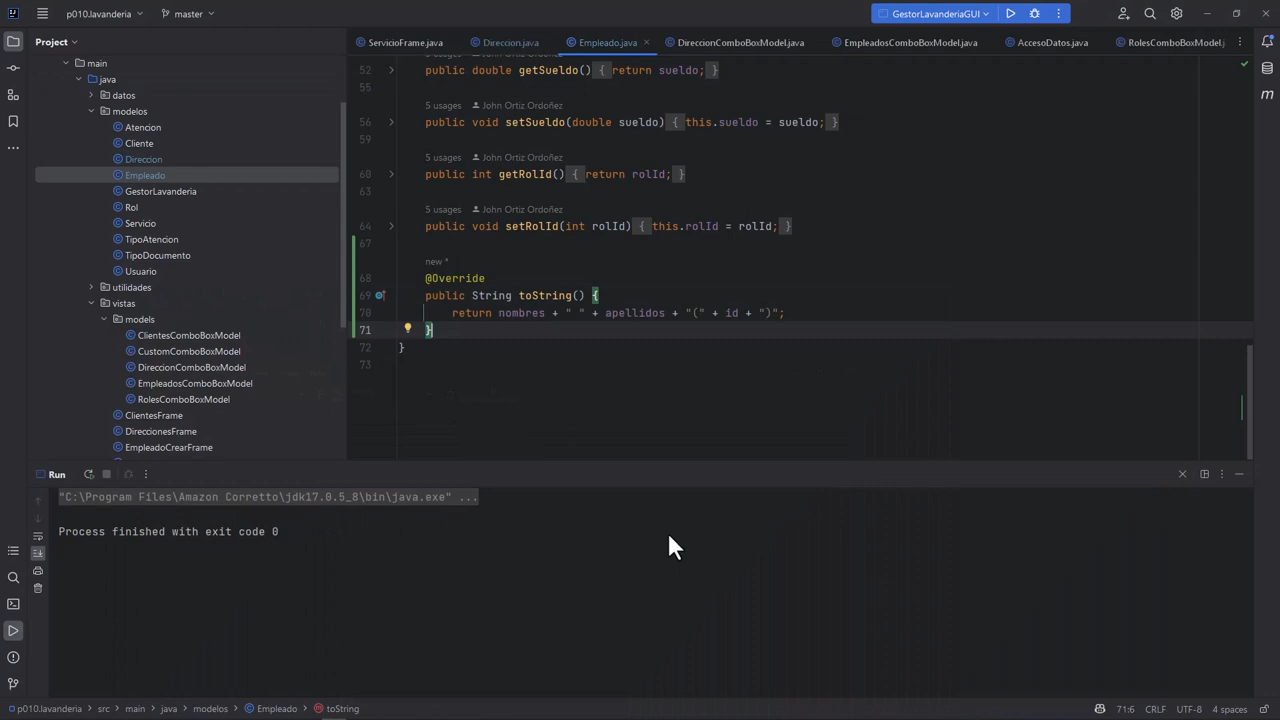 p010.lavanderia
master
GestorLavanderiaGUI
Project
ServicioFrame.java
Direccion.java
Empleado.java
DireccionComboBoxModel.java
EmpleadosComboBoxModel.java
AccesoDatos.java
RolesComboBoxModel.j
main
java
datos
modelos
Atencion
Cliente
Direccion
Empleado
GestorLavanderia
Rol
Servicio
TipoAtencion
TipoDocumento
Usuario
utilidades
vistas
models
ClientesComboBoxModel
CustomComboBoxModel
DireccionComboBoxModel
EmpleadosComboBoxModel
RolesComboBoxModel
ClientesFrame
DireccionesFrame
EmpleadoCrearFrame
52 public double getSueldo() { return sueldo; }
55
5 usages John Ortiz Ordoñez
56 public void setSueldo(double sueldo) { this.sueldo = sueldo; }
59
5 usages John Ortiz Ordoñez
60 public int getRolId() { return rolId; }
63
5 usages John Ortiz Ordoñez
64 public void setRolId(int rolId) { this.rolId = rolId; }
67
new *
68 @Override
69 public String toString() {
70 return nombres + " " + apellidos + "(" + id + ")";
71 }
72 }
73
Run
"C:\Program Files\Amazon Corretto\jdk17.0.5_8\bin\java.exe" ...
Process finished with exit code 0
p010.lavanderia > src > main > java > modelos > Empleado > toString
71:6 CRLF UTF-8 4 spaces